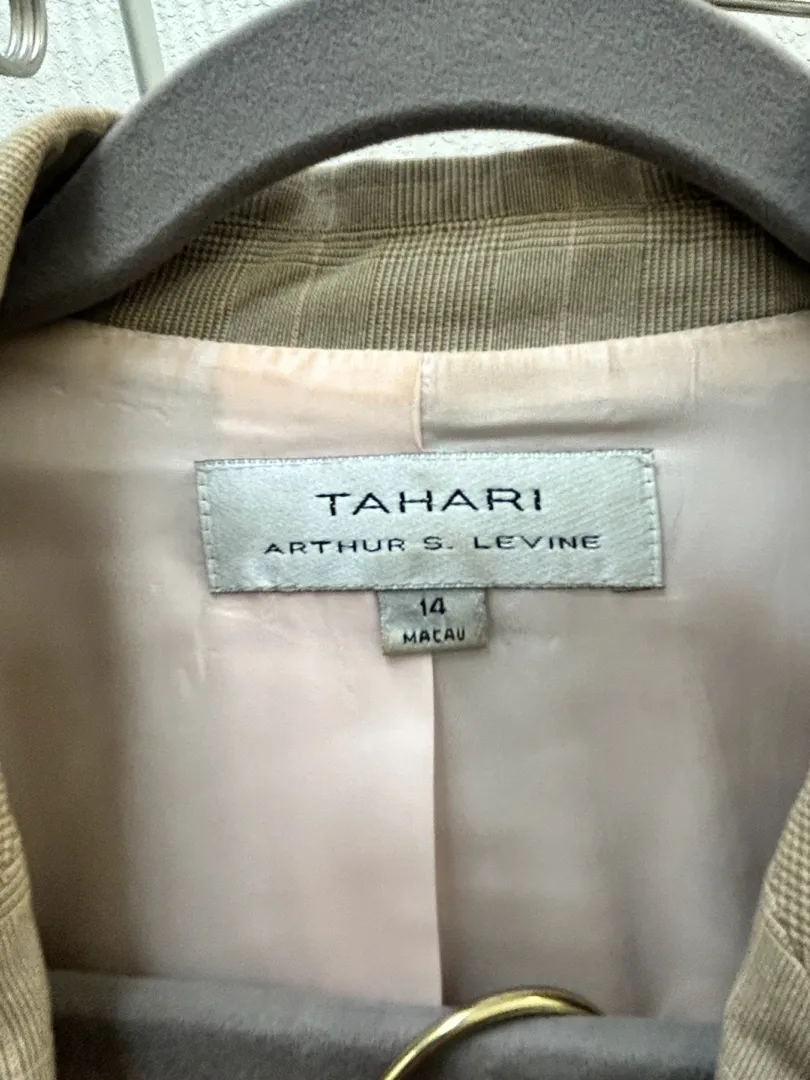 TAHARI
ARTHUR S. LEVINE
14
MACAU